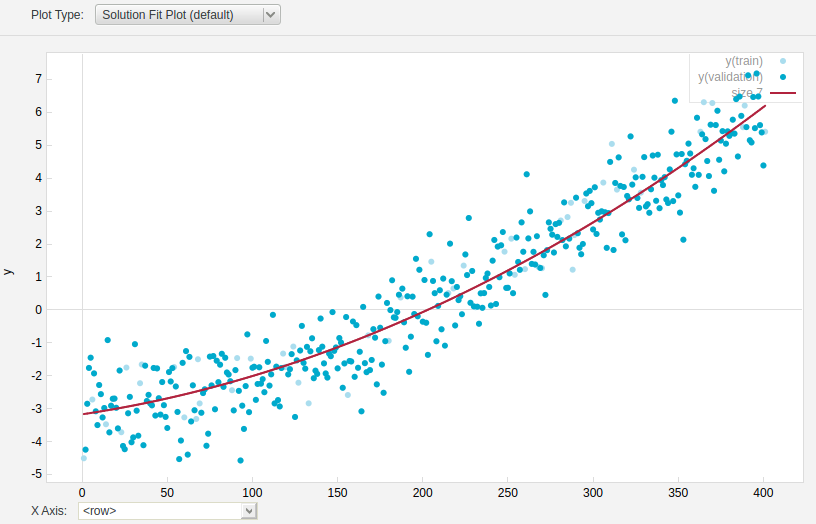 Plot Type: Solution Fit Plot (default)
y(train)
y(validation)
size 7
7
6
5
4
3
2
1
0
-1
-2
-3
-4
-5
y
0 50 100 150 200 250 300 350 400
X Axis: <row>